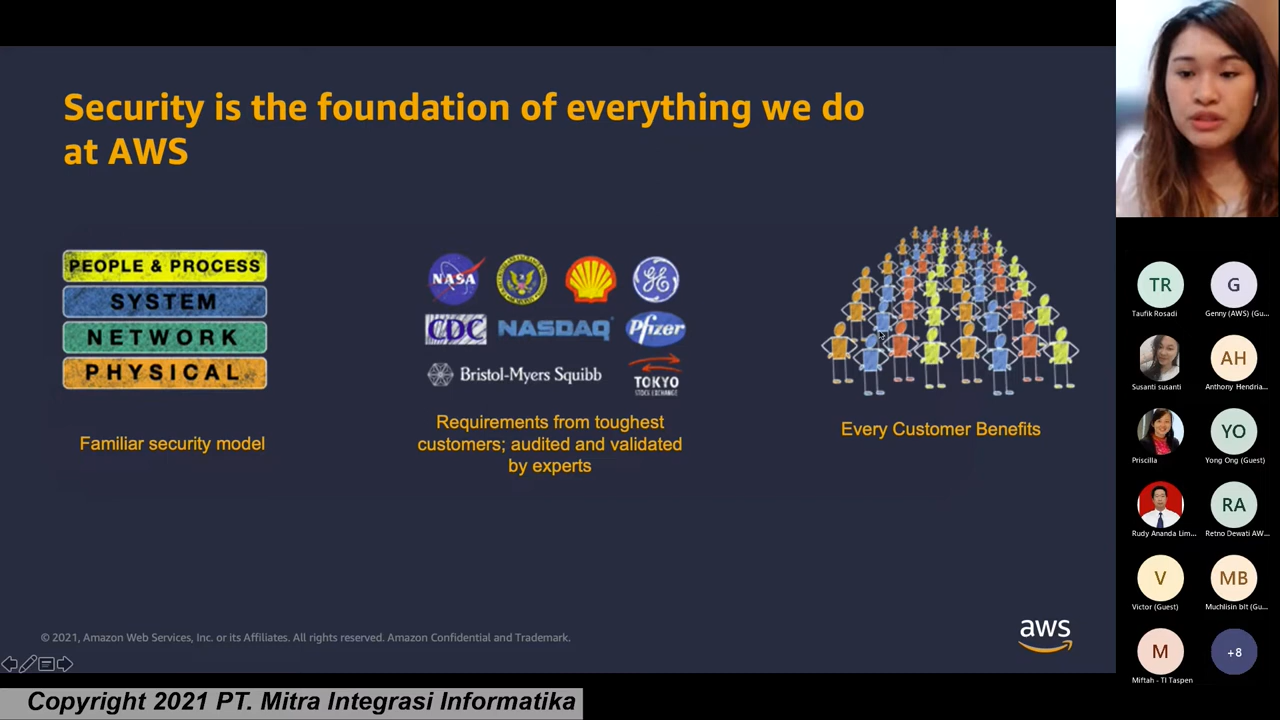 Security is the foundation of everything we do
at AWS
PEOPLE & PROCESS
SYSTEM
NETWORK
PHYSICAL
Familiar security model
NASA
CDC
NASDAQ
Pfizer
Bristol-Myers Squibb
TOKYO
STOCK EXCHANGE
Requirements from toughest
customers; audited and validated
by experts
Every Customer Benefits
© 2021, Amazon Web Services, Inc. or its Affiliates. All rights reserved. Amazon Confidential and Trademark.
aws
Copyright 2021 PT. Mitra Integrasi Informatika
TR
G
Taufik Rosadi
Genny (AWS) (Gu...
AH
Susanti susanti
Anthony Hendria...
YO
Priscilla
Yong Ong (Guest)
RA
Rudy Ananda Lim...
Retno Dewati AW...
V
MB
Victor (Guest)
Muchlisin blt (Gu...
M
+8
Miftah - TI Taspen